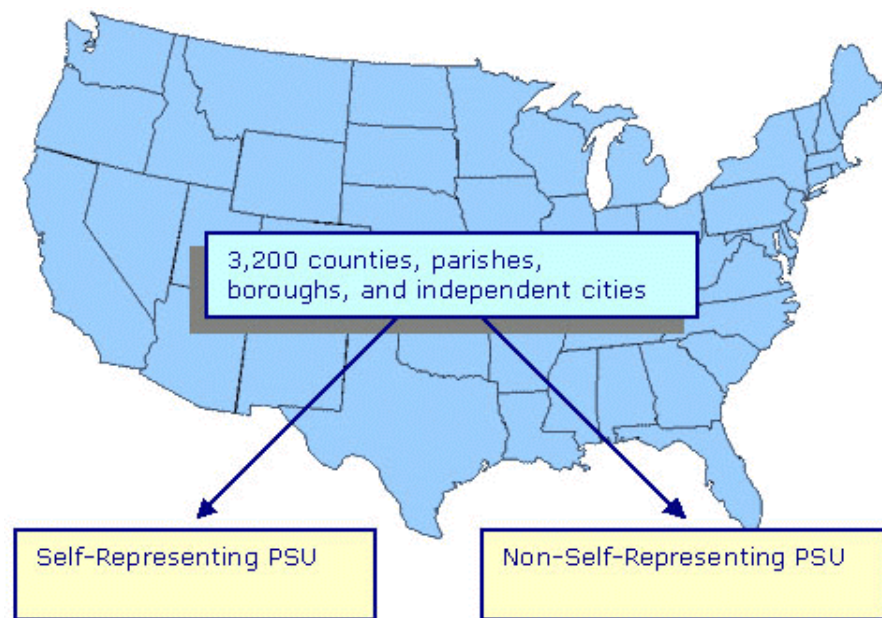 3,200 counties, parishes,
boroughs, and independent cities
Self-Representing PSU
Non-Self-Representing PSU